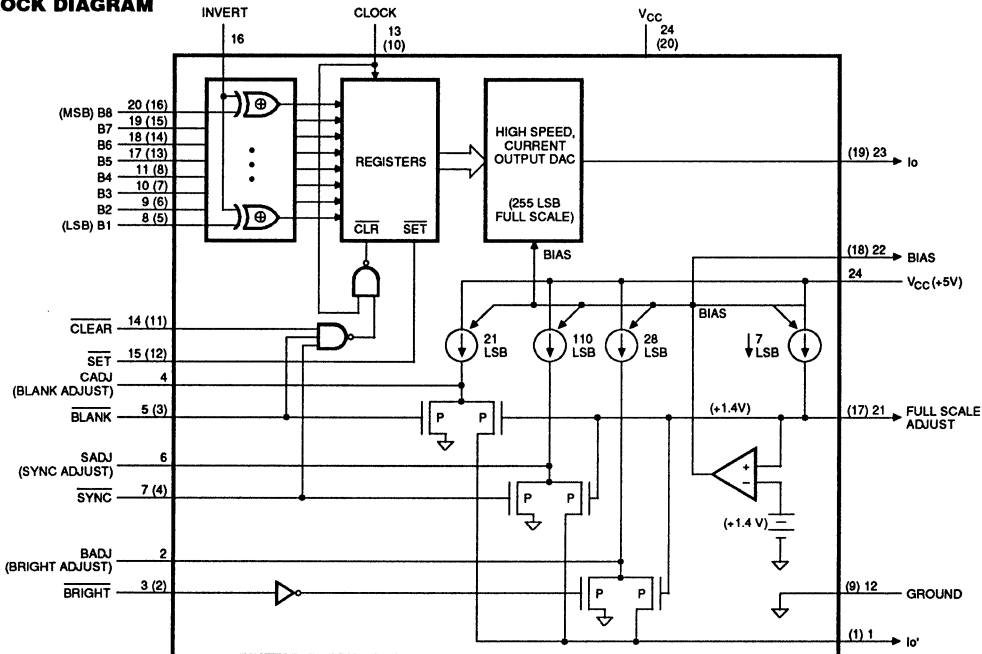 OCK DIAGRAM
INVERT
16
CLOCK
13
(10)
VCC
24
(20)
(MSB) B8 20 (16)
B7 19 (15)
B6 18 (14)
B5 17 (13)
B4 11 (8)
B3 10 (7)
B2 9 (6)
(LSB) B1 8 (5)
REGISTERS
CLR SET
HIGH SPEED,
CURRENT
OUTPUT DAC
(255 LSB
FULL SCALE)
(19) 23 Io
BIAS
(18) 22 BIAS
24 VCC (+5V)
BIAS
CLEAR 14 (11)
SET 15 (12)
21
LSB
110
LSB
28
LSB
7
LSB
CADJ 4
(BLANK ADJUST)
BLANK 5 (3)
P P
(+1.4V)
(17) 21 FULL SCALE
ADJUST
SADJ 6
(SYNC ADJUST)
SYNC 7 (4)
P P
+
–
(+1.4 V)
BADJ 2
(BRIGHT ADJUST)
BRIGHT 3 (2)
P P
(9) 12 GROUND
(1) 1 Io'